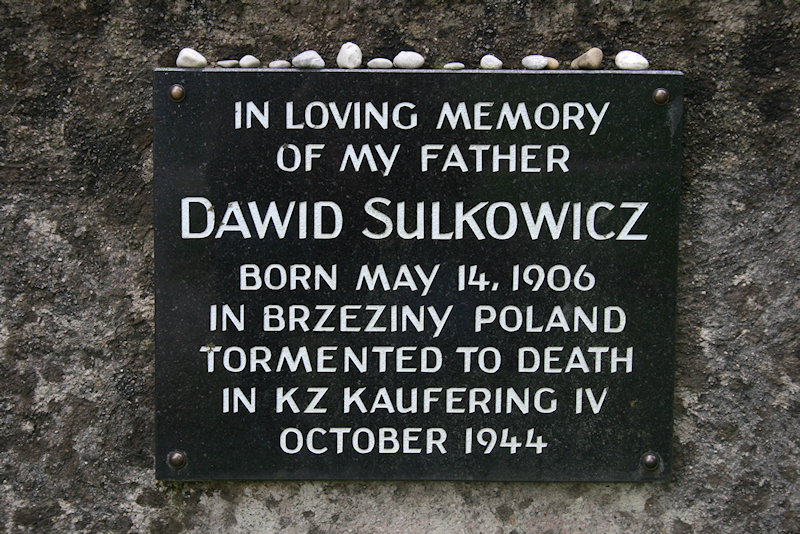 IN LOVING MEMORY
OF MY FATHER
DAWID SULKOWICZ
BORN MAY 14, 1906
IN BRZEZINY POLAND
TORMENTED TO DEATH
IN KZ KAUFERING IV
OCTOBER 1944